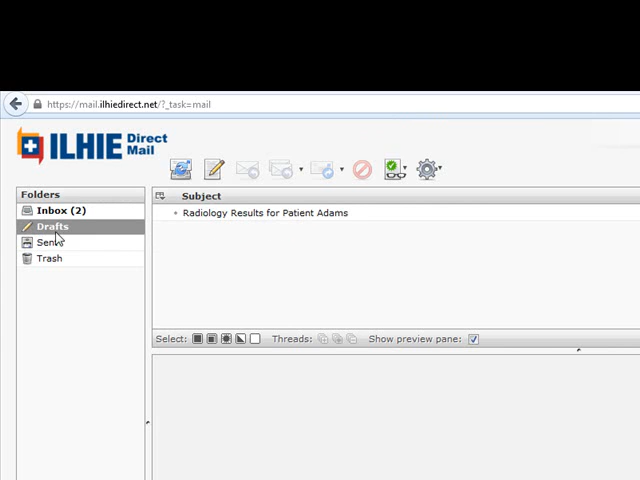 https://mail.ilhiedirect.net/?_task=mail
ILHIE Direct Mail
Folders
Subject
Inbox (2)
Radiology Results for Patient Adams
Drafts
Trash
Select:
Threads:
Show preview pane: